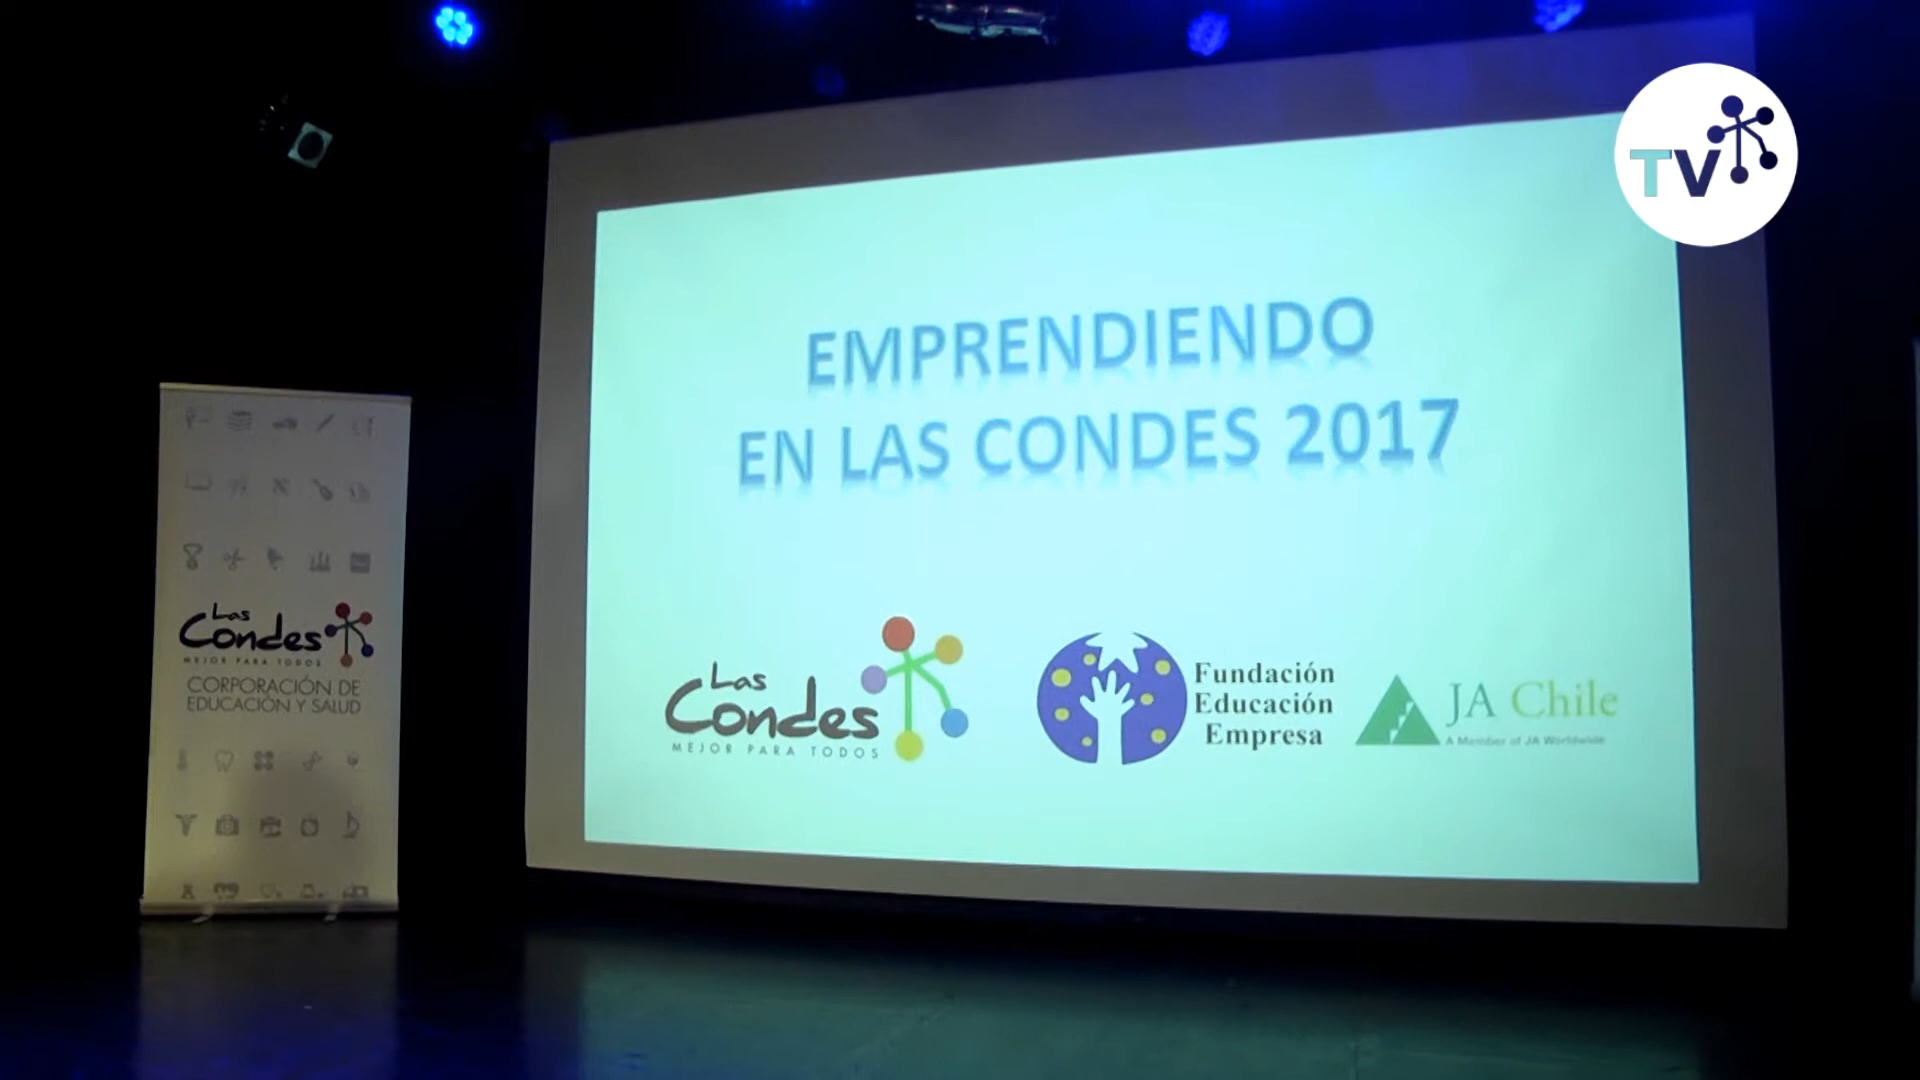 TV
EMPRENDIENDO
EN LAS CONDES 2017
Las
Condes
MEJOR PARA TODOS
Fundación
Educación
Empresa
JA Chile
A Member of JA Worldwide
Las
Condes
MEJOR PARA TODOS
CORPORACIÓN DE
EDUCACIÓN Y SALUD